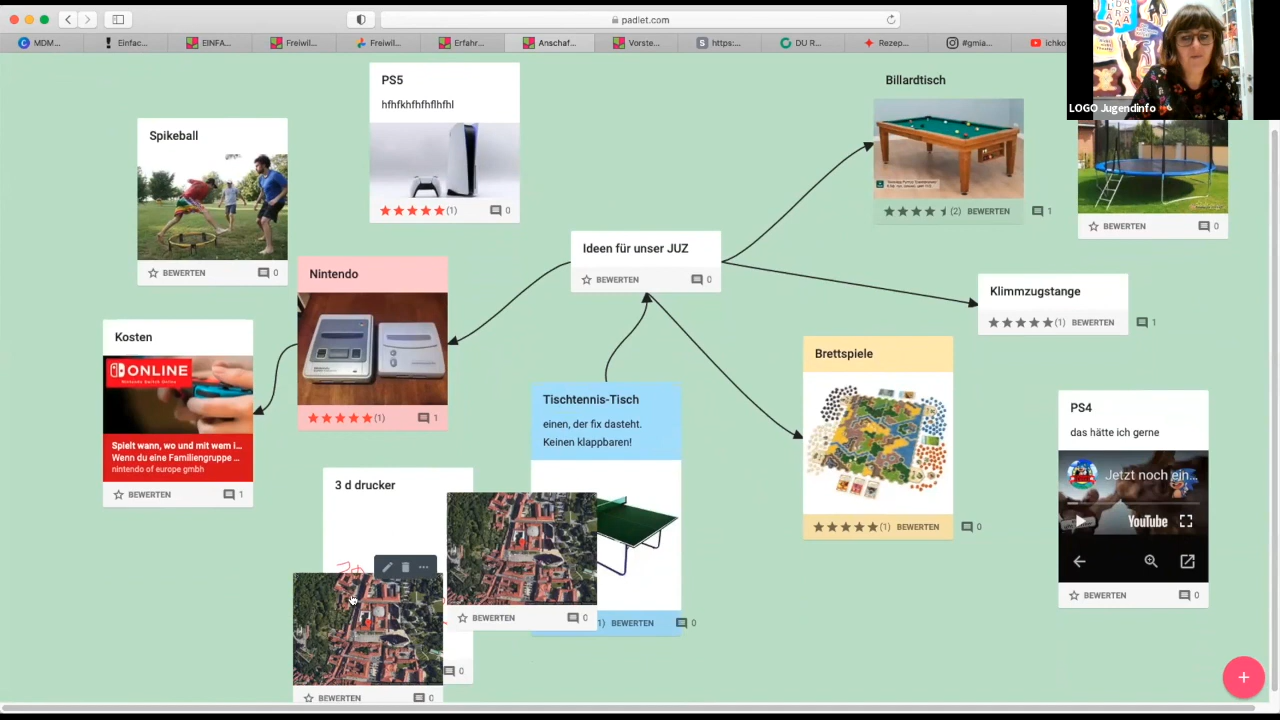 padlet.com
MDM...
Einfac...
EINFA...
Freiwil...
Freiwil...
Erfahr...
Anschaf...
Vorste...
https:...
DU R...
Rezep...
#gmia...
ichko
LOGO Jugendinfo
PS5
hfhfkhfhfhflhfhl
(1)
0
Spikeball
BEWERTEN
0
Billardtisch
(2) BEWERTEN
1
BEWERTEN
0
Ideen für unser JUZ
BEWERTEN
0
Nintendo
(1)
1
Klimmzugstange
(1) BEWERTEN
1
Kosten
ONLINE
Spielt wann, wo und mit wem i...
Wenn du eine Familiengruppe ...
nintendo of europe gmbh
BEWERTEN
1
Brettspiele
(1) BEWERTEN
0
Tischtennis-Tisch
einen, der fix dasteht.
Keinen klappbaren!
1) BEWERTEN
0
PS4
das hätte ich gerne
Jetzt noch ein...
YouTube
BEWERTEN
0
3 d drucker
0
BEWERTEN
0
BEWERTEN
0